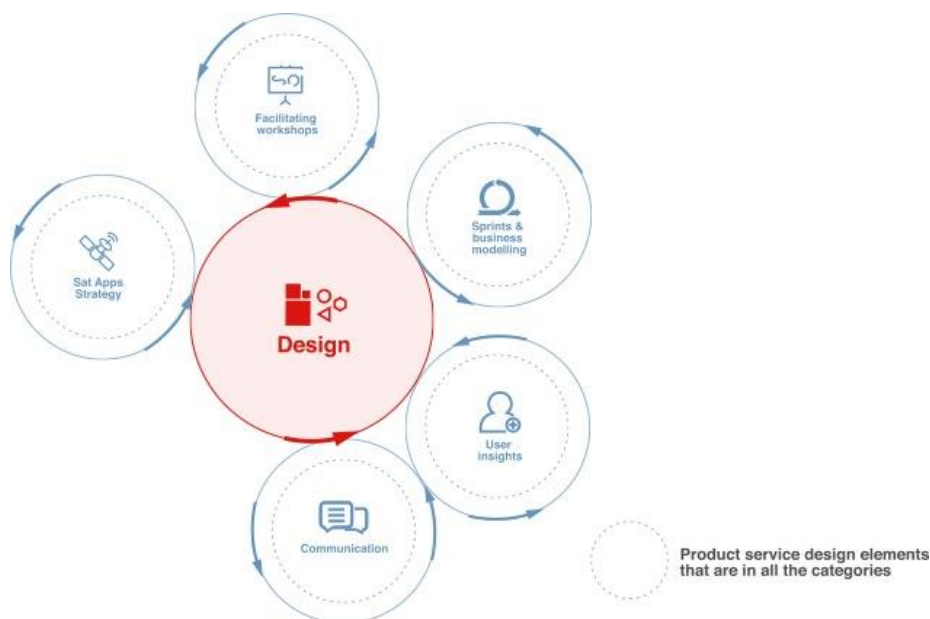 Facilitating
workshops
Sprints &
business
modelling
Sat Apps
Strategy
Design
User
insights
Communication
Product service design elements
that are in all the categories